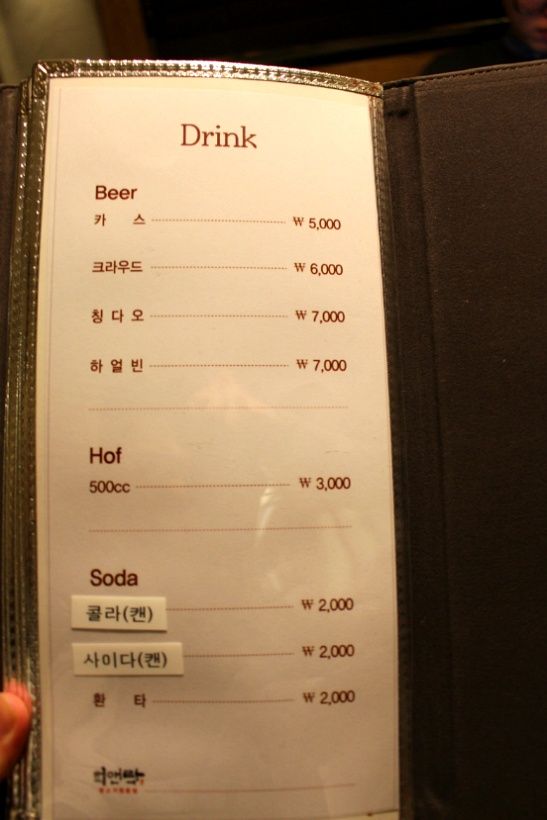 Drink
Beer
카 스 ₩ 5,000
크라우드 ₩ 6,000
칭 다 오 ₩ 7,000
하 얼 빈 ₩ 7,000
Hof
500cc ₩ 3,000
Soda
콜라(캔) ₩ 2,000
사이다(캔) ₩ 2,000
환 타 ₩ 2,000